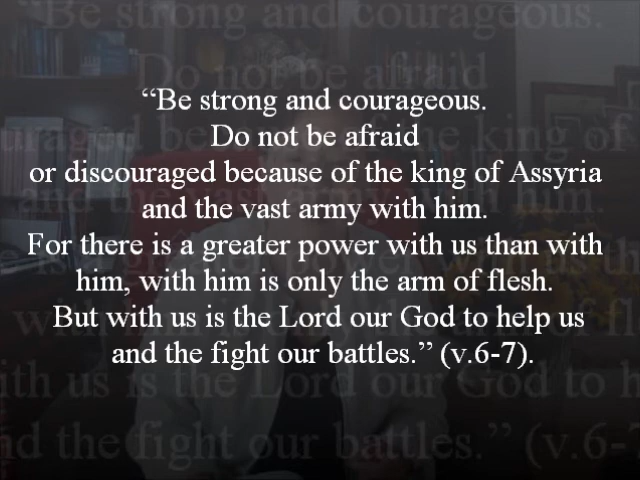 “Be strong and courageous.
Do not be afraid
or discouraged because of the king of Assyria
and the vast army with him.
For there is a greater power with us than with
him, with him is only the arm of flesh.
But with us is the Lord our God to help us
and the fight our battles.” (v.6-7).